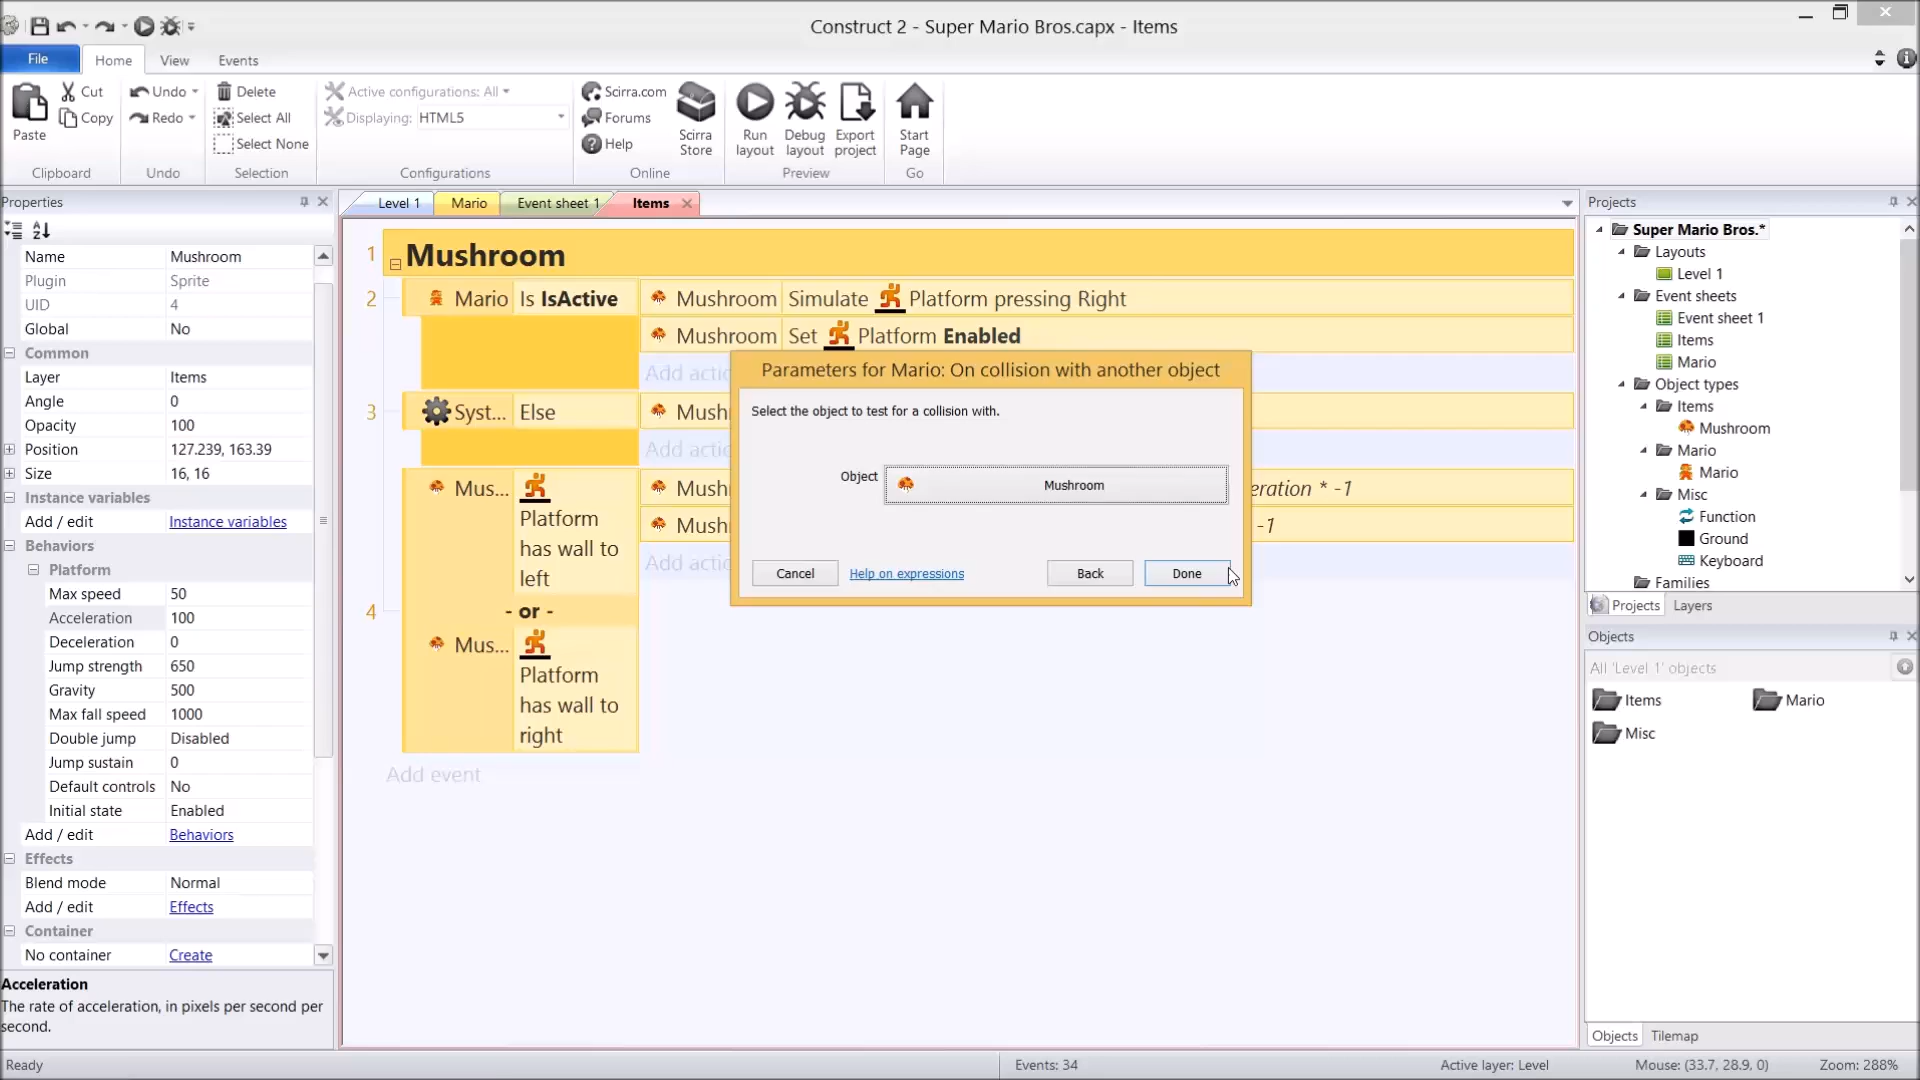 Construct 2 - Super Mario Bros.capx - Items
File Home View Events
Paste
Cut
Copy
Clipboard
Undo
Redo
Undo
Delete
Select All
Select None
Selection
Active configurations: All
Displaying: HTML5
Configurations
Scirra.com
Forums
Help
Scirra Store
Online
Run layout
Debug layout
Export project
Preview
Start Page
Go
Properties
Name Mushroom
Plugin Sprite
UID 4
Global No
Common
Layer Items
Angle 0
Opacity 100
Position 127.239, 163.39
Size 16, 16
Instance variables
Add / edit Instance variables
Behaviors
Platform
Max speed 50
Acceleration 100
Deceleration 0
Jump strength 650
Gravity 500
Max fall speed 1000
Double jump Disabled
Jump sustain 0
Default controls No
Initial state Enabled
Add / edit Behaviors
Effects
Blend mode Normal
Add / edit Effects
Container
No container Create
Acceleration
The rate of acceleration, in pixels per second per
second.
Level 1 Mario Event sheet 1 Items
1 Mushroom
2 Mario Is IsActive Mushroom Simulate Platform pressing Right
Mushroom Set Platform Enabled
Add actio
3 Syst... Else Mushr
Add actio
Mus... Platform
has wall to
left
Mushr eration * -1
Mushr -1
Add actio
4 - or -
Mus... Platform
has wall to
right
Add event
Parameters for Mario: On collision with another object
Select the object to test for a collision with.
Object Mushroom
Cancel Help on expressions Back Done
Projects
Super Mario Bros.*
Layouts
Level 1
Event sheets
Event sheet 1
Items
Mario
Object types
Items
Mushroom
Mario
Mario
Misc
Function
Ground
Keyboard
Families
Projects Layers
Objects
All 'Level 1' objects
Items Mario
Misc
Objects Tilemap
Ready Events: 34 Active layer: Level Mouse: (33.7, 28.9, 0) Zoom: 288%